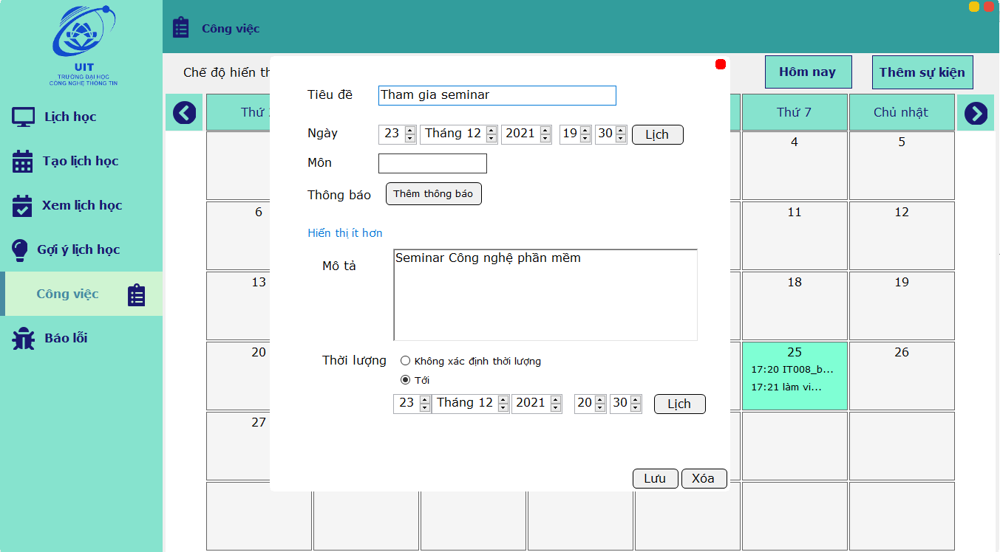 UIT
TRƯỜNG ĐẠI HỌC
CÔNG NGHỆ THÔNG TIN
Lịch học
Tạo lịch học
Xem lịch học
Gợi ý lịch học
Công việc
Báo lỗi
Công việc
Chế độ hiển th
Hôm nay
Thêm sự kiện
Thứ
Thứ 7
Chủ nhật
4
5
6
11
12
13
18
19
20
25
17:20 IT008_b...
17:21 làm vi...
26
27
Tiêu đề
Tham gia seminar
Ngày
23 Tháng 12 2021 19 30 Lịch
Môn
Thông báo
Thêm thông báo
Hiển thị ít hơn
Mô tả
Seminar Công nghệ phần mềm
Thời lượng
Không xác định thời lượng
Tới
23 Tháng 12 2021 20 30 Lịch
Lưu
Xóa